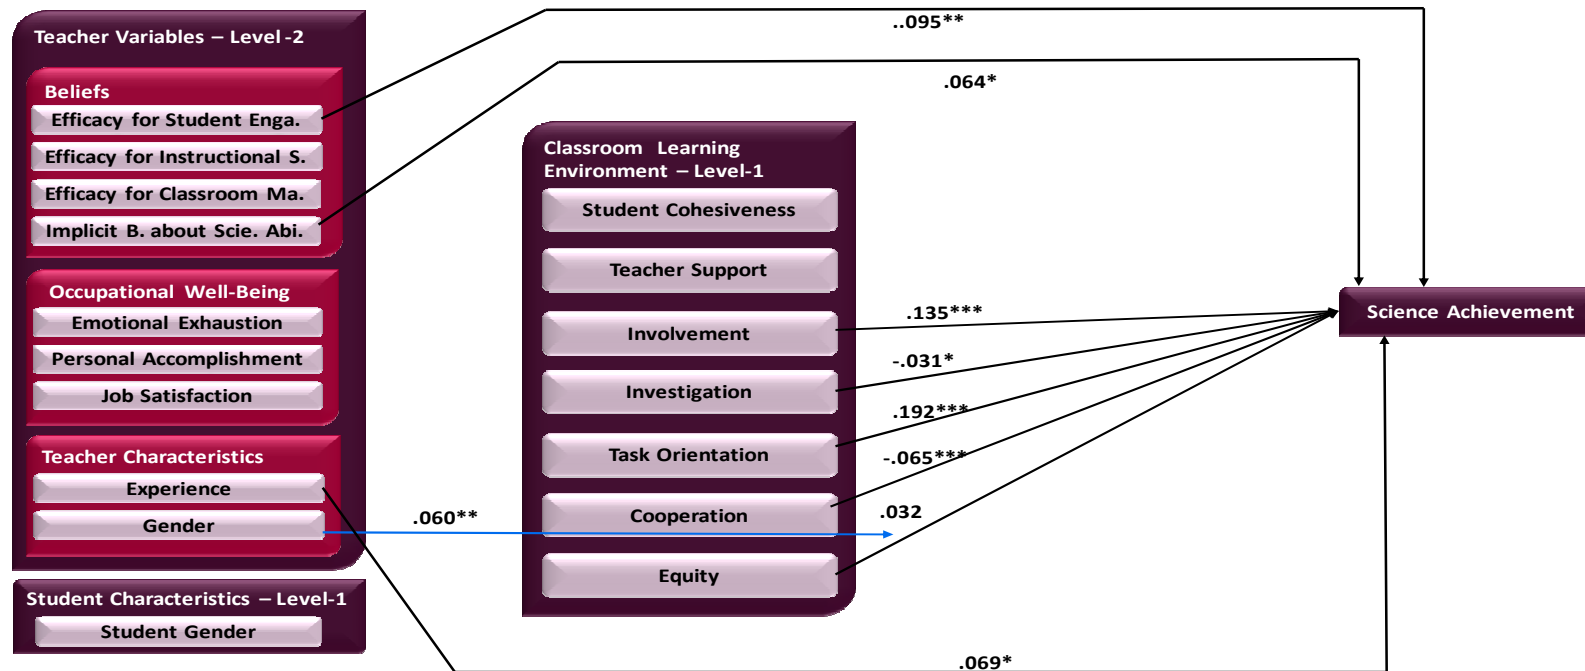 Teacher Variables – Level -2
Beliefs
Efficacy for Student Enga.
Efficacy for Instructional S.
Efficacy for Classroom Ma.
Implicit B. about Scie. Abi.
Occupational Well-Being
Emotional Exhaustion
Personal Accomplishment
Job Satisfaction
Teacher Characteristics
Experience
Gender
Student Characteristics – Level-1
Student Gender
.060**
Classroom Learning
Environment – Level-1
Student Cohesiveness
Teacher Support
Involvement
Investigation
Task Orientation
Cooperation
Equity
..095**
.064*
.135***
-.031*
.192***
-.065***
.032
.069*
Science Achievement